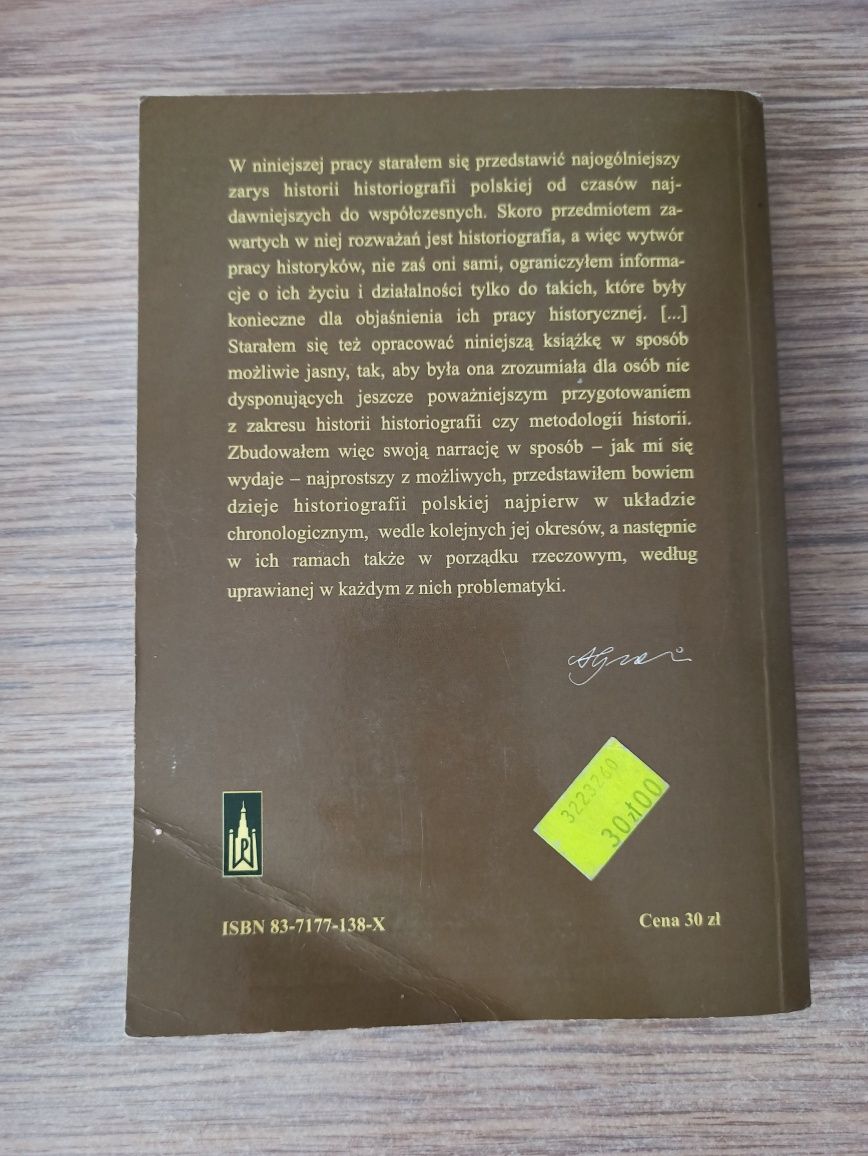 W niniejszej pracy starałem się przedstawić najogólniejszy
zarys historii historiografii polskiej od czasów naj-
dawniejszych do współczesnych. Skoro przedmiotem za-
wartych w niej rozważań jest historiografia, a więc wytwór
pracy historyków, nie zaś oni sami, ograniczyłem informa-
cje o ich życiu i działalności tylko do takich, które były
konieczne dla objaśnienia ich pracy historycznej. [...]
Starałem się też opracować niniejszą książkę w sposób
możliwie jasny, tak, aby była ona zrozumiała dla osób nie
dysponujących jeszcze poważniejszym przygotowaniem
z zakresu historii historiografii czy metodologii historii.
Zbudowałem więc swoją narrację w sposób – jak mi się
wydaje – najprostszy z możliwych, przedstawiłem bowiem
dzieje historiografii polskiej najpierw w układzie
chronologicznym, wedle kolejnych jej okresów, a następnie
w ich ramach także w porządku rzeczowym, według
uprawianej w każdym z nich problematyki.
3223260
30zł00
ISBN 83-7177-138-X
Cena 30 zł